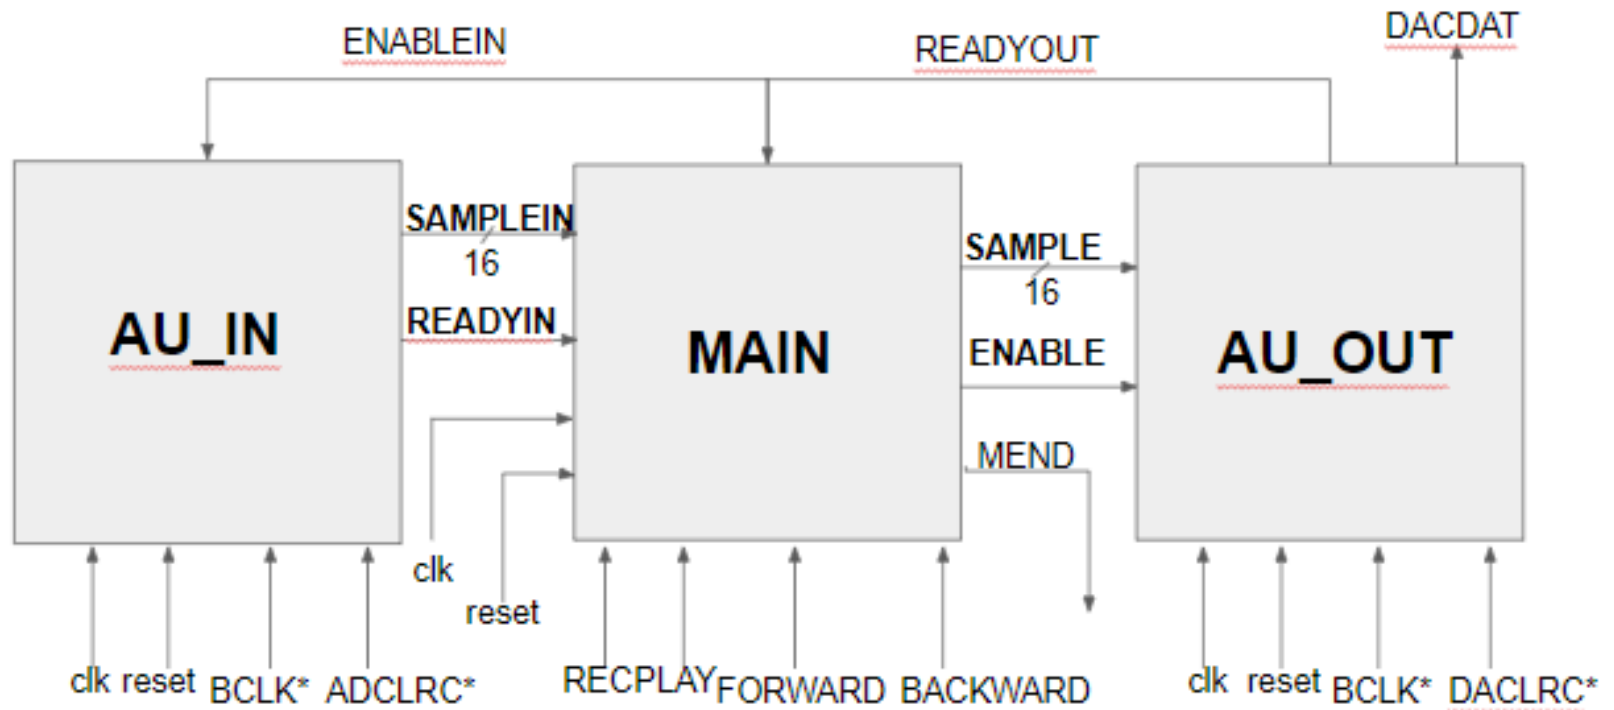 DACDAT
ENABLEIN
READYOUT
SAMPLEIN
16
READYIN
SAMPLE
16
ENABLE
AU_IN
MAIN
AU_OUT
MEND
clk
reset
clk reset BCLK* ADCLRC*
RECPLAY FORWARD BACKWARD
clk reset BCLK* DACLRC*